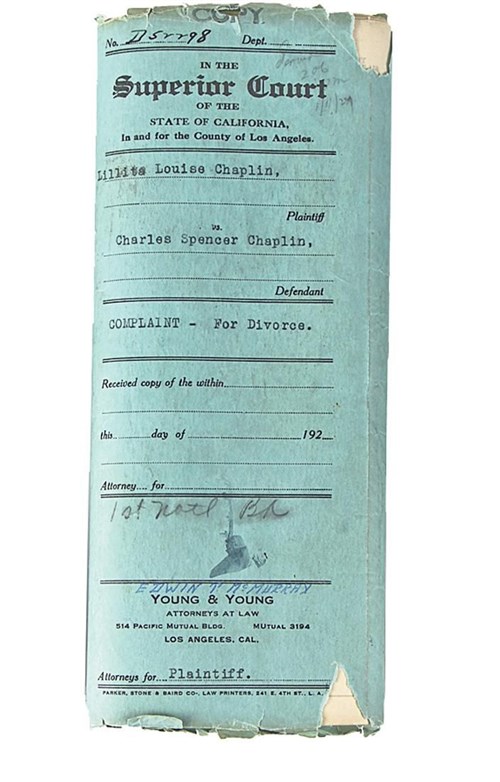 COPY.
No. D5rr98 Dept.
IN THE
Superior Court
OF THE
STATE OF CALIFORNIA,
In and for the County of Los Angeles.
Lillita Louise Chaplin,
Plaintiff
vs.
Charles Spencer Chaplin,
Defendant
COMPLAINT - For Divorce.
Received copy of the within
this day of 192
Attorney for
1st Natl
EDWIN T. McMURRAY
YOUNG & YOUNG
ATTORNEYS AT LAW
514 PACIFIC MUTUAL BLDG. MUTUAL 3194
LOS ANGELES, CAL.
Attorneys for Plaintiff.
PARKER, STONE & BAIRD CO., LAW PRINTERS, 241 E. 4TH ST., L. A.